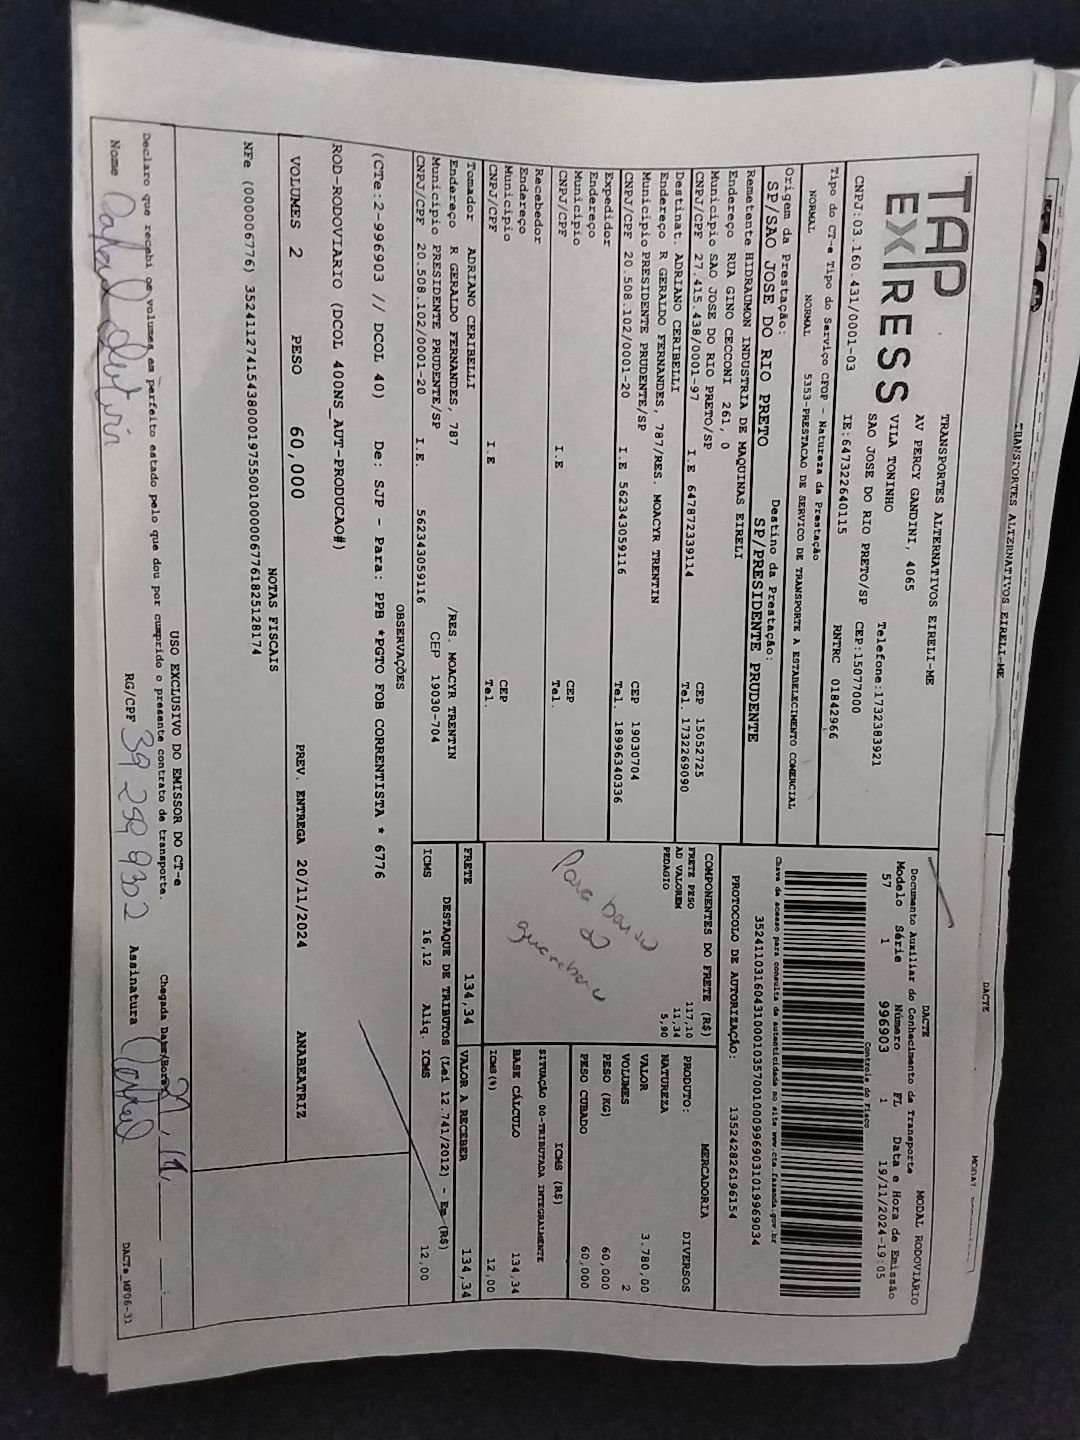 TRANSPORTES ALTERNATIVOS EIRELI-ME
DACTE
TAP
EXPRESS
TRANSPORTES ALTERNATIVOS EIRELI-ME
AV PERCY GANDINI, 4065
VILA TONINHO
SAO JOSE DO RIO PRETO/SP
Telefone:1732383921
CEP:15077000
CNPJ:03.160.431/0001-03
IE:647322640115
RNTRC 01842966
DACTE
MODAL RODOVIÁRIO
Documento Auxiliar do Conhecimento de Transporte
Modelo Série Número FL Data e Hora de Emissão
57 1 996903 1 19/11/2024-19:05
Controle do Fisco
Chave de acesso para consulta de autenticidade no site www.cte.fazenda.gov.br
35241103160431000103570010009969031019969034
PROTOCOLO DE AUTORIZAÇÃO: 135242826196154
Tipo do CT-e Tipo do Serviço CFOP - Natureza da Prestação
NORMAL NORMAL 5353-PRESTACAO DE SERVICO DE TRANSPORTE A ESTABELECIMENTO COMERCIAL
Origem da Prestação: Destino da Prestação:
SP/SAO JOSE DO RIO PRETO SP/PRESIDENTE PRUDENTE
Remetente HIDRAUMON INDUSTRIA DE MAQUINAS EIRELI
Endereço RUA GINO CECCONI 261, 0
Município SAO JOSE DO RIO PRETO/SP CEP 15052725
CNPJ/CPF 27.415.438/0001-97 I.E 647872339114 Tel. 1732269090
Destinat. ADRIANO CERIBELLI
Endereço R GERALDO FERNANDES, 787/RES. MOACYR TRENTIN
Município PRESIDENTE PRUDENTE/SP CEP 19030704
CNPJ/CPF 20.508.102/0001-20 I.E 562343059116 Tel. 18996340336
Expedidor
Endereço
Município CEP
CNPJ/CPF I.E Tel.
Recebedor
Endereço
Município CEP
CNPJ/CPF I.E Tel.
Tomador ADRIANO CERIBELLI
Endereço R GERALDO FERNANDES, 787 /RES. MOACYR TRENTIN
Município PRESIDENTE PRUDENTE/SP CEP 19030-704
CNPJ/CPF 20.508.102/0001-20 I.E. 562343059116
COMPONENTES DO FRETE (R$)
FRETE PESO 117,10
AD VALOREM 11,34
PEDAGIO 5,90
MERCADORIA
PRODUTO: DIVERSOS
NATUREZA
VALOR 3.780,00
VOLUMES 2
PESO (KG) 60,000
PESO CUBADO 60,000
ICMS (R$)
SITUAÇÃO 00-TRIBUTADA INTEGRALMENTE
BASE CÁLCULO 134,34
ICMS(%) 12,00
FRETE 134,34 VALOR A RECEBER 134,34
DESTAQUE DE TRIBUTOS (Lei 12.741/2012) - Em (R$)
ICMS 16,12 Aliq. ICMS 12,00
OBSERVAÇÕES
(CTe:2-996903 // DCOL 40) De: SJP - Para: PPB *PGTO FOB CORRENTISTA * 6776
ROD-RODOVIARIO (DCOL 400NS_AUT-PRODUCAO#)
VOLUMES 2 PESO 60,000 PREV. ENTREGA 20/11/2024 ANABEATRIZ
NOTAS FISCAIS
NFe (000006776) 35241127415438000197550010000067761825128174
USO EXCLUSIVO DO EMISSOR DO CT-e
Declaro que recebi os volumes em perfeito estado pelo que dou por cumprido o presente contrato de transporte.
Chegada Data/Hora
Nome RG/CPF 39 259 930 2 Assinatura
DACTe_MF06-31